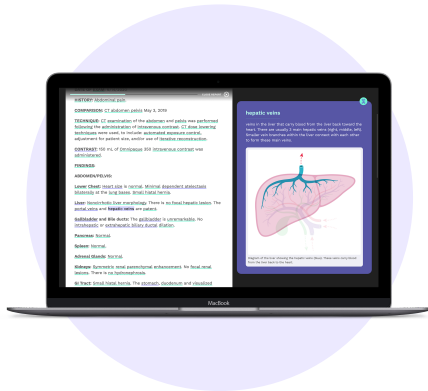 HISTORY: Abdominal pain.
COMPARISON: CT abdomen pelvis May 3, 2019
TECHNIQUE: CT examination of the abdomen and pelvis was performed
following the administration of intravenous contrast. CT dose lowering
techniques were used, to include: automated exposure control,
adjustment for patient size, and/or use of iterative reconstruction.
CONTRAST: 150 mL of Omnipaque 350 intravenous contrast was
administered.
FINDINGS:
ABDOMEN/PELVIS:
Lower Chest: Heart size is normal. Minimal dependent atelectasis
bilaterally at the lung bases. Small hiatal hernia.
Liver: Noncirrhotic liver morphology. There is no focal hepatic lesion. The
portal veins and hepatic veins are patent.
Gallbladder and Bile ducts: The gallbladder is unremarkable. No
intrahepatic or extrahepatic biliary ductal dilation.
Pancreas: Normal.
Spleen: Normal.
Adrenal Glands: Normal.
Kidneys: Symmetric renal parenchymal enhancement. No focal renal
lesions. There is no hydronephrosis.
GI Tract: Small hiatal hernia. The stomach, duodenum and visualized
hepatic veins
veins in the liver that carry blood from the liver back toward the
heart. There are usually 3 main hepatic veins (right, middle, left).
Smaller vein branches within the liver connect with each other
to form these main veins.
Diagram of the liver showing the hepatic veins (blue). These veins carry blood
from the liver back to the heart.
MacBook